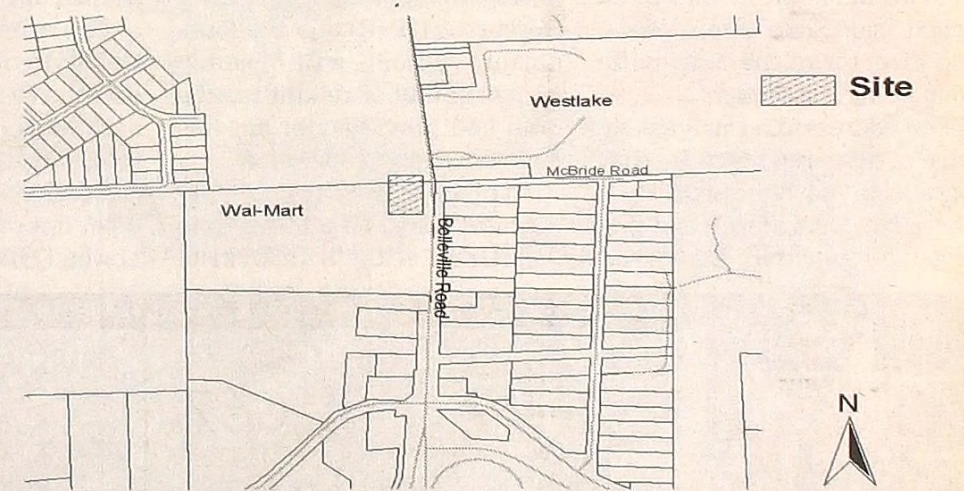 Westlake
Site
McBride Road
Wal-Mart
Belleville Road
N